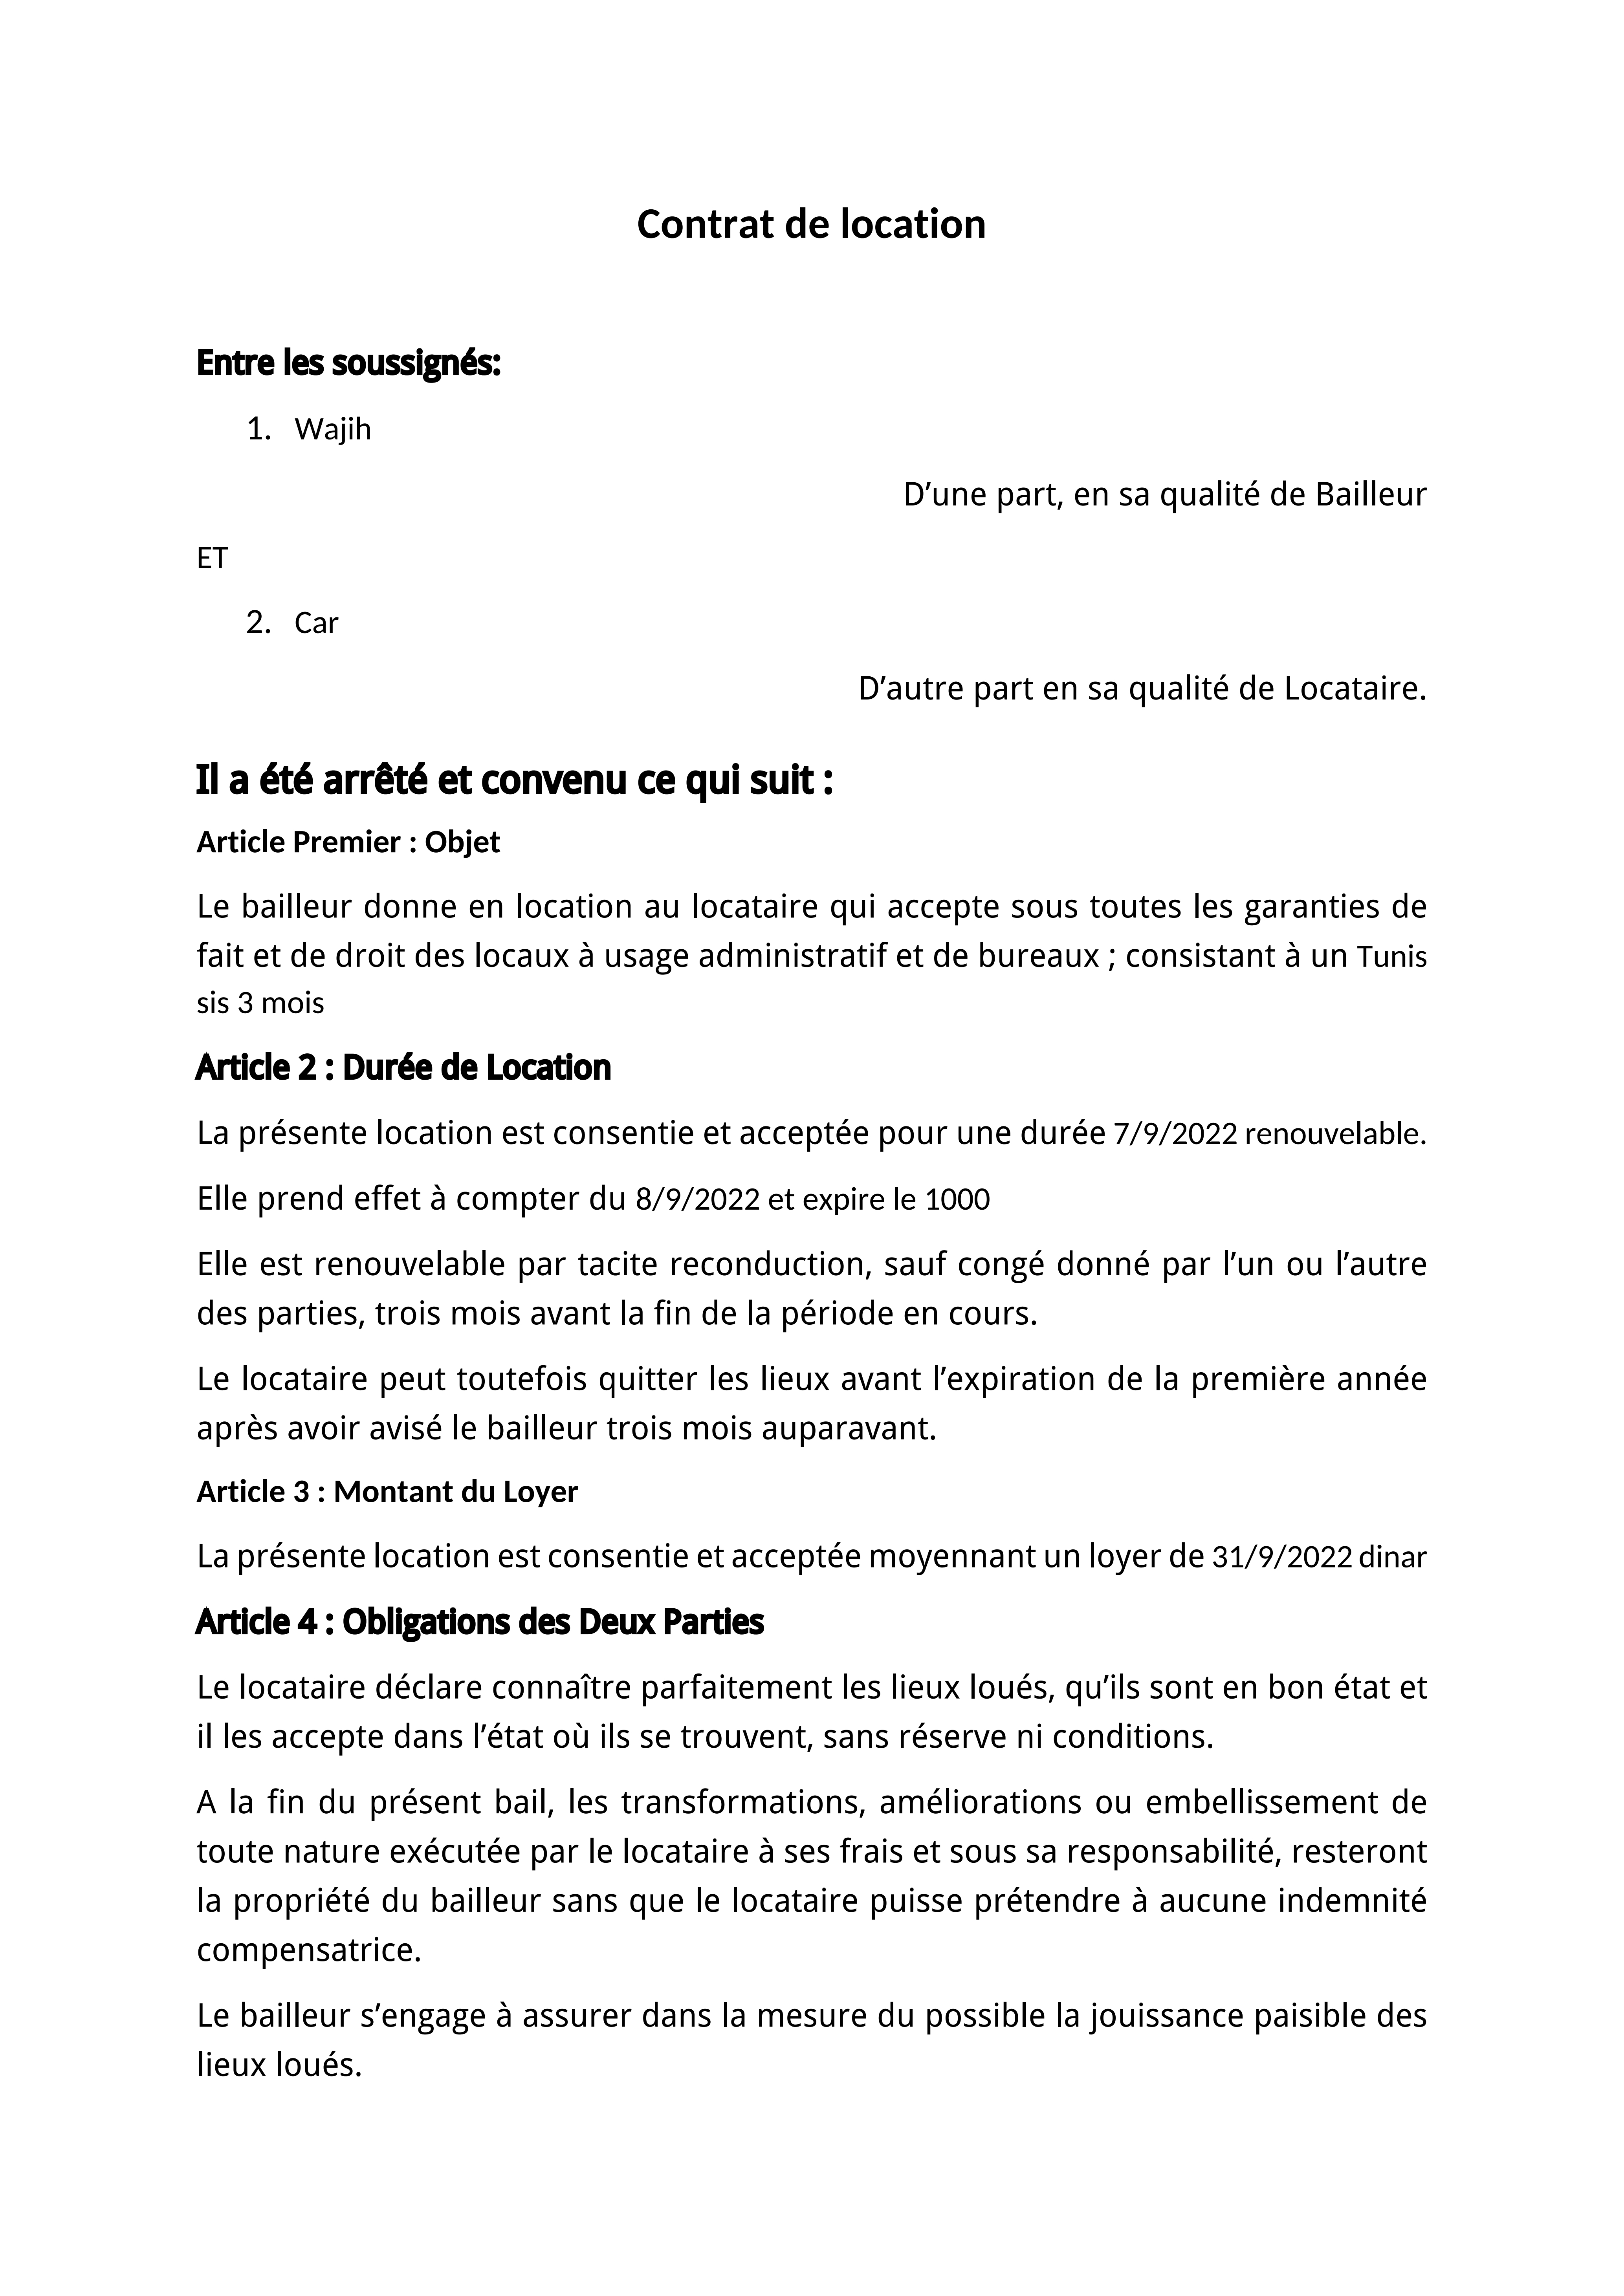 Contrat de location
Entre les soussignés:
1. Wajih
D’une part, en sa qualité de Bailleur
ET
2. Car
D’autre part en sa qualité de Locataire.
Il a été arrêté et convenu ce qui suit :
Article Premier : Objet
Le bailleur donne en location au locataire qui accepte sous toutes les garanties de
fait et de droit des locaux à usage administratif et de bureaux ; consistant à un Tunis
sis 3 mois
Article 2 : Durée de Location
La présente location est consentie et acceptée pour une durée 7/9/2022 renouvelable.
Elle prend effet à compter du 8/9/2022 et expire le 1000
Elle est renouvelable par tacite reconduction, sauf congé donné par l’un ou l’autre
des parties, trois mois avant la fin de la période en cours.
Le locataire peut toutefois quitter les lieux avant l’expiration de la première année
après avoir avisé le bailleur trois mois auparavant.
Article 3 : Montant du Loyer
La présente location est consentie et acceptée moyennant un loyer de 31/9/2022 dinar
Article 4 : Obligations des Deux Parties
Le locataire déclare connaître parfaitement les lieux loués, qu’ils sont en bon état et
il les accepte dans l’état où ils se trouvent, sans réserve ni conditions.
A la fin du présent bail, les transformations, améliorations ou embellissement de
toute nature exécutée par le locataire à ses frais et sous sa responsabilité, resteront
la propriété du bailleur sans que le locataire puisse prétendre à aucune indemnité
compensatrice.
Le bailleur s’engage à assurer dans la mesure du possible la jouissance paisible des
lieux loués.